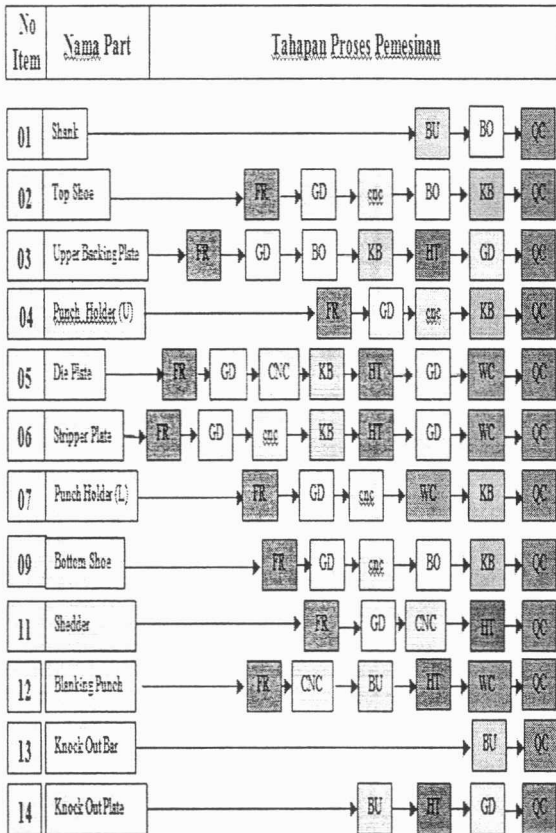 No Item Nama Part Tahapan Proses Pemesinan
01 Shank BU BO QC
02 Top Shoe FR GD cnc BO KB QC
03 Upper Backing Plate FR GD BO KB HT GD QC
04 Punch Holder (U) FR GD cnc KB QC
05 Die Plate FR GD CNC KB HT GD WC QC
06 Stripper Plate FR GD cnc KB HT GD WC QC
07 Punch Holder (L) FR GD cnc WC KB QC
09 Bottom Shoe FR GD cnc BO KB QC
11 Shedder FR GD CNC HT QC
12 Blanking Punch FR CNC BU HT WC QC
13 Knock Out Bar BU QC
14 Knock Out Plate BU HT GD QC